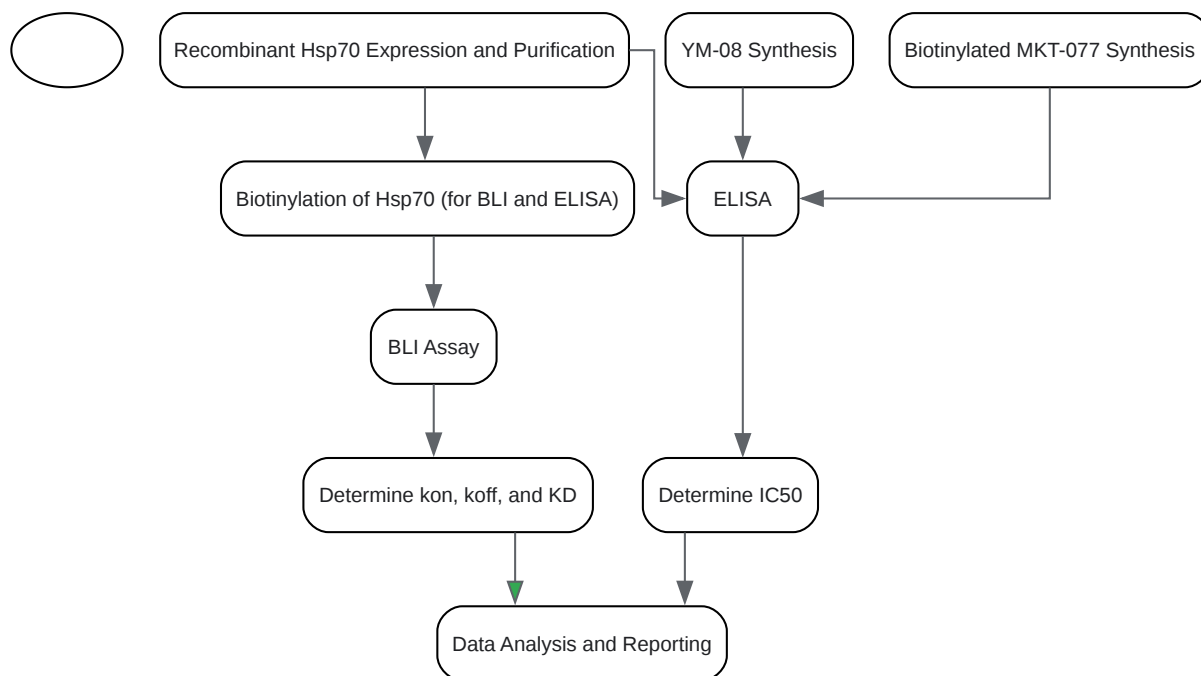 Recombinant Hsp70 Expression and Purification
YM-08 Synthesis
Biotinylated MKT-077 Synthesis
Biotinylation of Hsp70 (for BLI and ELISA)
ELISA
BLI Assay
Determine kon, koff, and KD
Determine IC50
Data Analysis and Reporting